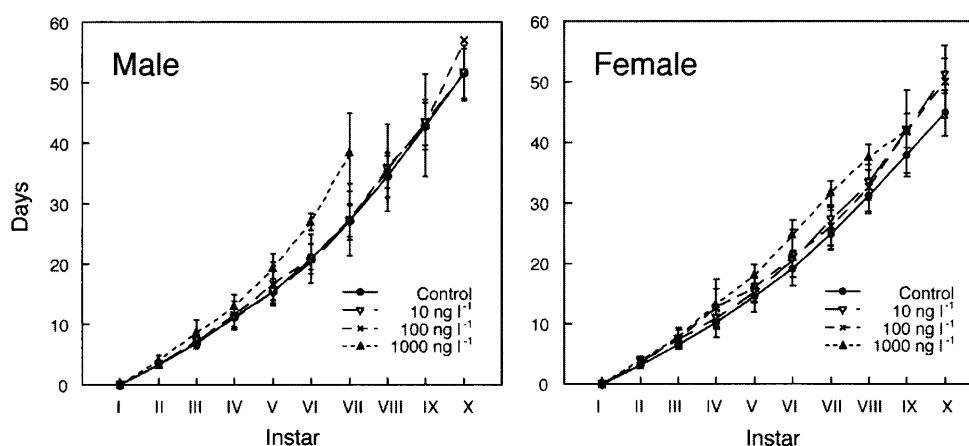 Male
Days
60
50
40
30
20
10
0
Control
10 ng l⁻¹
100 ng l⁻¹
1000 ng l⁻¹
I II III IV V VI VII VIII IX X
Instar
Female
60
50
40
30
20
10
0
Control
10 ng l⁻¹
100 ng l⁻¹
1000 ng l⁻¹
I II III IV V VI VII VIII IX X
Instar